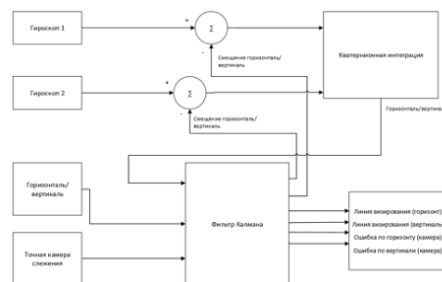 Гироскоп 1
+
Σ
-
Смещение горизонталь/
вертикаль
Кватернионная интеграция
Гироскоп 2
+
Σ
-
Смещение горизонталь/
вертикаль
Горизонталь/вертикаль
Горизонталь/
вертикаль
Фильтр Калмана
Точная камера
слежения
Линия визирования (горизонт)
Линия визирования (вертикаль)
Ошибка по горизонту (камера)
Ошибка по вертикали (камера)